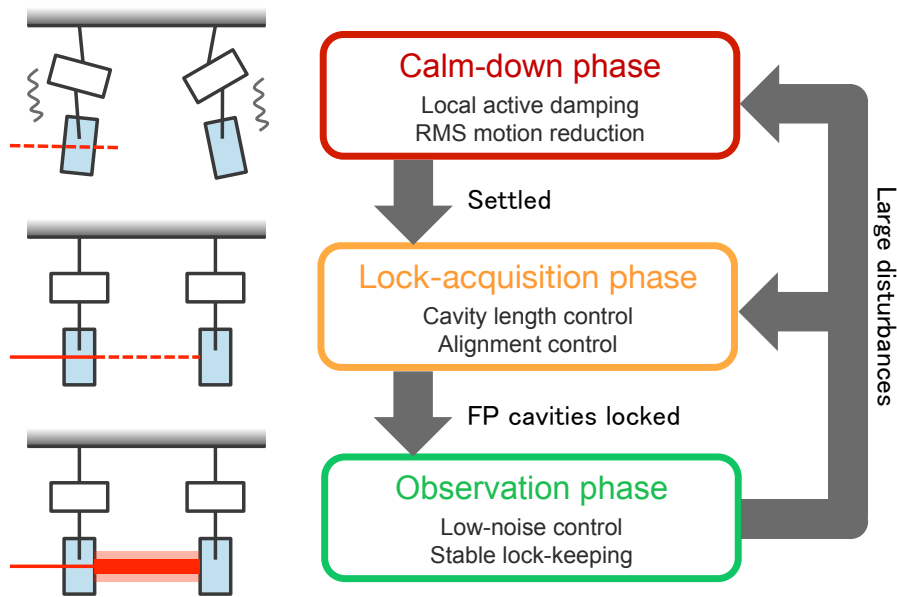 Calm-down phase
Local active damping
RMS motion reduction
Settled
Lock-acquisition phase
Cavity length control
Alignment control
FP cavities locked
Observation phase
Low-noise control
Stable lock-keeping
Large disturbances